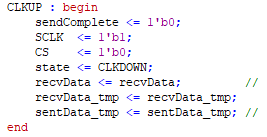 CLKUP : begin
sendComplete <= 1'b0;
SCLK <= 1'b1;
CS <= 1'b0;
state <= CLKDOWN;
recvData <= recvData; //
recvData_tmp <= recvData_tmp;
sentData_tmp <= sentData_tmp; //
end